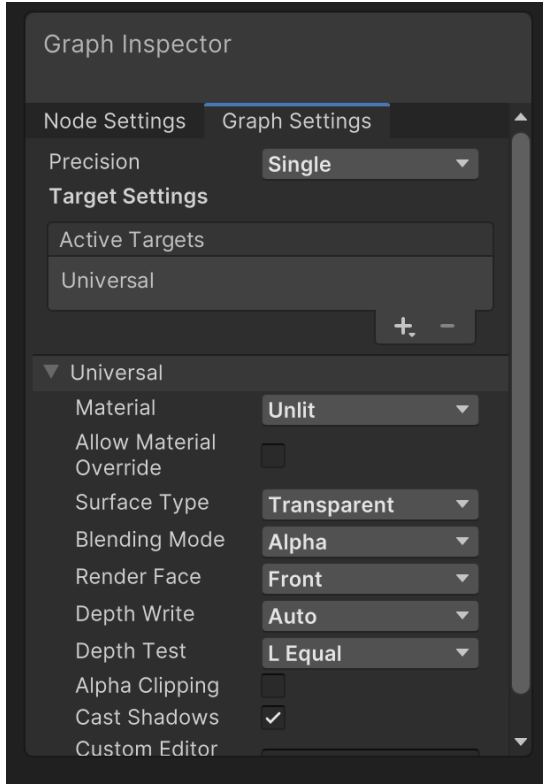 Graph Inspector
Node Settings Graph Settings
Precision Single
Target Settings
Active Targets
Universal
+ −
Universal
Material Unlit
Allow Material
Override
Surface Type Transparent
Blending Mode Alpha
Render Face Front
Depth Write Auto
Depth Test L Equal
Alpha Clipping
Cast Shadows
Custom Editor